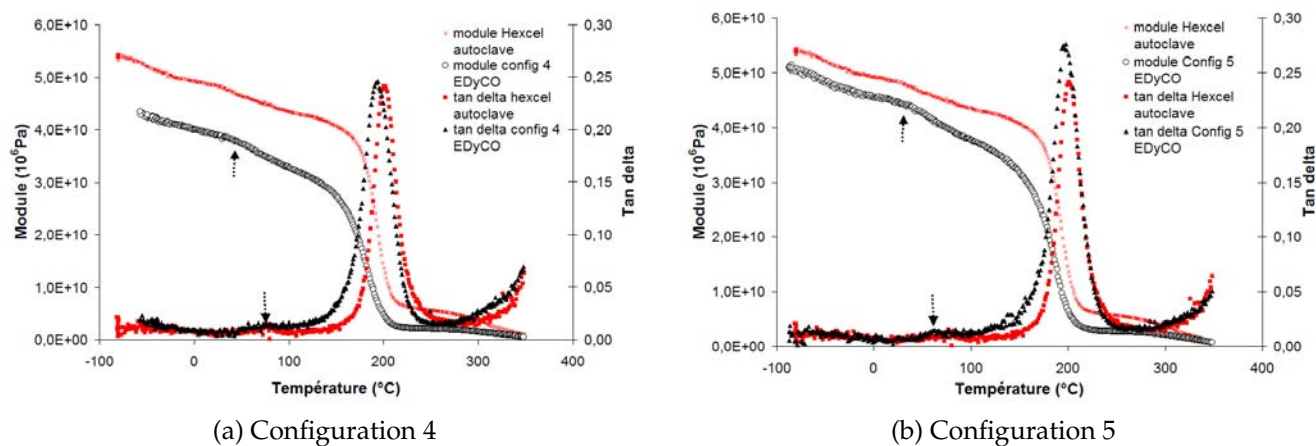 6,0E+10
5,0E+10
4,0E+10
3,0E+10
2,0E+10
1,0E+10
0,0E+00
Module (10⁶Pa)
0,30
0,25
0,20
0,15
0,10
0,05
0,00
Tan delta
module Hexcel
autoclave
module config 4
EDyCO
tan delta hexcel
autoclave
tan delta config 4
EDyCO
-100 0 100 200 300 400
Température (°C)
(a) Configuration 4
6,0E+10
5,0E+10
4,0E+10
3,0E+10
2,0E+10
1,0E+10
0,0E+00
Module (10⁶Pa)
0,30
0,25
0,20
0,15
0,10
0,05
0,00
Tan delta
module Hexcel
autoclave
module Config 5
EDyCO
tan delta Hexcel
autoclave
tan delta Config 5
EDyCO
-100 0 100 200 300 400
Température (°C)
(b) Configuration 5